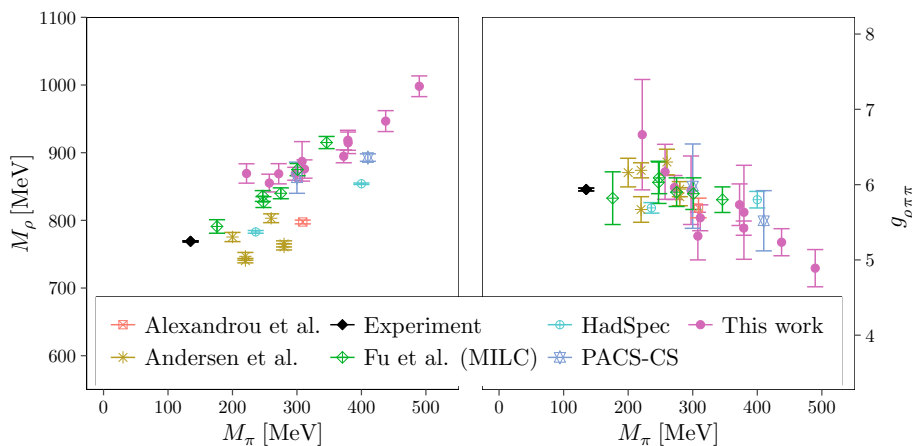 1100
1000
900
800
700
600
M_ρ [MeV]
8
7
6
5
4
g_ρππ
Alexandrou et al.
Experiment
HadSpec
This work
Andersen et al.
Fu et al. (MILC)
PACS-CS
0 100 200 300 400 500
0 100 200 300 400 500
M_π [MeV]
M_π [MeV]